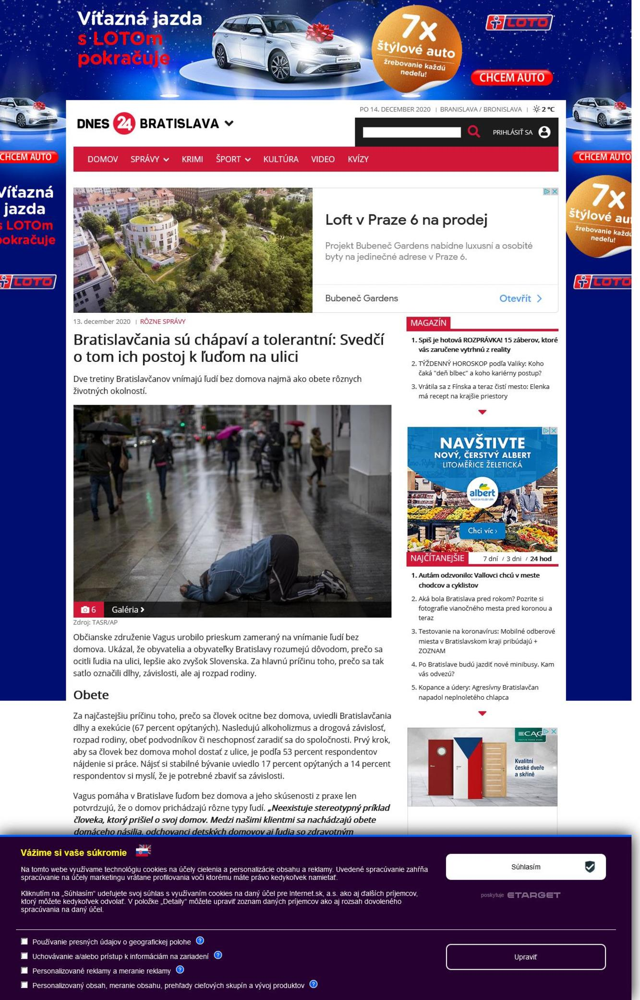 Víťazná jazda
s LOTOm
pokračuje
7x
štýlové auto
žrebovanie každú
nedeľu!
LOTO
CHCEM AUTO
PO 14. DECEMBER 2020 | BRANISLAVA / BRONISLAVA | 2 °C
DNES 24 BRATISLAVA
PRIHLÁSIŤ SA
DOMOV SPRÁVY KRIMI ŠPORT KULTÚRA VIDEO KVÍZY
CHCEM AUTO
Víťazná
jazda
s LOTOm
pokračuje
LOTO
CHCEM AUTO
7x
štýlové au
žrebovanie každú
nedeľu!
LOTO
Loft v Praze 6 na prodej
Projekt Bubeneč Gardens nabídne luxusní a osobité
byty na jedinečné adrese v Praze 6.
Bubeneč Gardens Otevřít
13. december 2020 | RÔZNE SPRÁVY
Bratislavčania sú chápaví a tolerantní: Svedčí
o tom ich postoj k ľuďom na ulici
Dve tretiny Bratislavčanov vnímajú ľudí bez domova najmä ako obete rôznych
životných okolností.
6 Galéria
Zdroj: TASR/AP
Občianske združenie Vagus urobilo prieskum zameraný na vnímanie ľudí bez
domova. Ukázal, že obyvatelia a obyvateľky Bratislavy rozumejú dôvodom, prečo sa
ocitli ľudia na ulici, lepšie ako zvyšok Slovenska. Za hlavnú príčinu toho, prečo sa tak
satlo označili dlhy, závislosti, ale aj rozpad rodiny.
Obete
Za najčastejšiu príčinu toho, prečo sa človek ocitne bez domova, uviedli Bratislavčania
dlhy a exekúcie (67 percent opýtaných). Nasledujú alkoholizmus a drogová závislosť,
rozpad rodiny, obeť podvodníkov či neschopnosť zaradiť sa do spoločnosti. Prvý krok,
aby sa človek bez domova mohol dostať z ulice, je podľa 53 percent respondentov
nájdenie si práce. Nájsť si stabilné bývanie uviedlo 17 percent opýtaných a 14 percent
respondentov si myslí, že je potrebné zbaviť sa závislosti.
Vagus pomáha v Bratislave ľuďom bez domova a jeho skúsenosti z praxe len
potvrdzujú, že o domov prichádzajú rôzne typy ľudí. „Neexistuje stereotypný príklad
človeka, ktorý prišiel o svoj domov. Medzi našimi klientmi sa nachádzajú obete
domáceho násilia, odchovanci detských domovov aj ľudia so zdravotným
MAGAZÍN
1. Spiš je hotová ROZPRÁVKA! 15 záberov, ktoré
vás zaručene vytrhnú z reality
2. TÝŽDENNÝ HOROSKOP podľa Valiky: Koho
čaká "deň blbec" a koho kariérny postup?
3. Vrátila sa z Fínska a teraz čistí mesto: Elenka
má recept na krajšie priestory
NAVŠTIVTE
NOVÝ, ČERSTVÝ ALBERT
LITOMĚŘICE ŽELETICKÁ
albert
Chci víc ›
NAJČÍTANEJŠIE 7 dní / 3 dni / 24 hod
1. Autám odzvonilo: Vallovci chcú v meste
chodcov a cyklistov
2. Aká bola Bratislava pred rokom? Pozrite si
fotografie vianočného mesta pred koronou a
teraz
3. Testovanie na koronavírus: Mobilné odberové
miesta v Bratislavskom kraji pribúdajú +
ZOZNAM
4. Po Bratislave budú jazdiť nové minibusy. Kam
vás odvezú?
5. Kopance a údery: Agresívny Bratislavčan
napadol neplnoletého chlapca
CAG
Kvalitní
české dveře
a skříně
Vážime si vaše súkromie
Na tomto webe využívame technológiu cookies na účely cielenia a personalizácie obsahu a reklamy. Uvedené spracúvanie zahŕňa
spracúvanie na účely marketingu vrátane profilovania voči ktorému máte právo kedykoľvek namietať.
Kliknutím na „Súhlasím“ udeľujete svoj súhlas s využívaním cookies na daný účel pre Internet.sk, a.s. ako aj ďalších príjemcov,
ktorý môžete kedykoľvek odvolať. V položke „Detaily“ môžete upraviť zoznam daných príjemcov ako aj rozsah dovoleného
spracúvania na daný účel.
Súhlasím
poskytuje ETARGET
Používanie presných údajov o geografickej polohe ?
Uchovávanie a/alebo prístup k informáciám na zariadení ?
Personalizované reklamy a meranie reklamy ?
Personalizovaný obsah, meranie obsahu, prehľady cieľových skupín a vývoj produktov ?
Upraviť